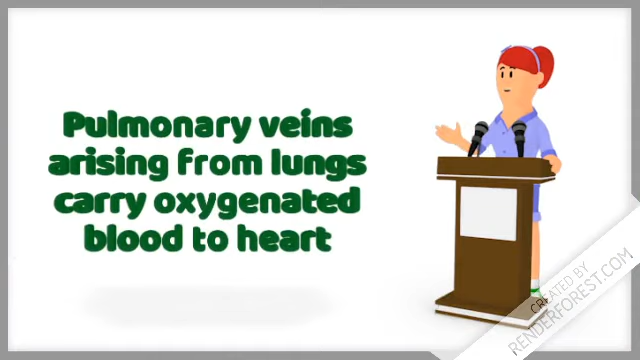 Pulmonary veins
arising from lungs
carry oxygenated
blood to heart
CREATED BY
RENDERFOREST.COM